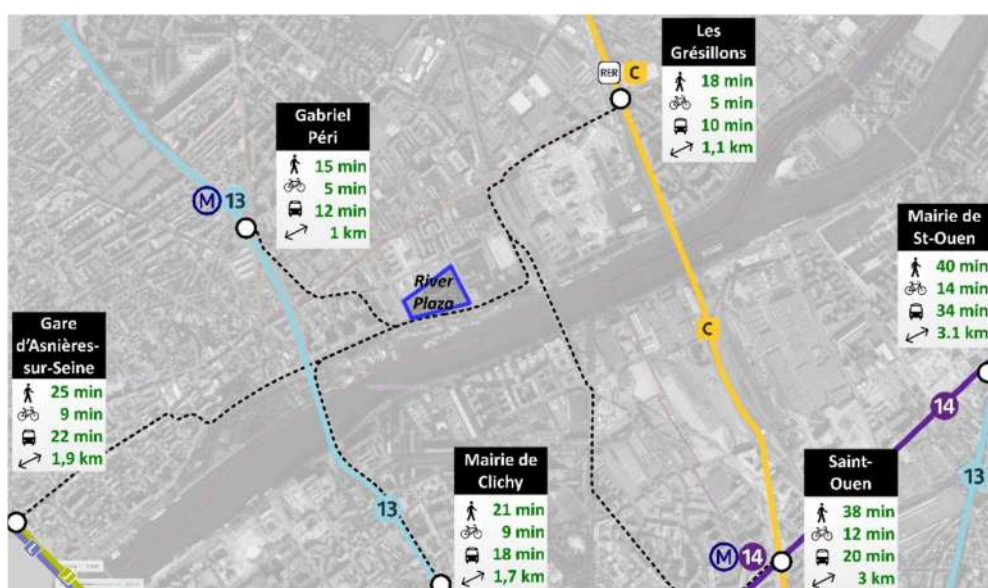 Les
Grésillons
18 min
5 min
10 min
1,1 km
RER C
Gabriel
Péri
15 min
5 min
12 min
1 km
M 13
River
Plaza
Mairie de
St-Ouen
40 min
14 min
34 min
3.1 km
Gare
d'Asnières-
sur-Seine
25 min
9 min
22 min
1,9 km
C
14
13
Mairie de
Clichy
21 min
9 min
18 min
1,7 km
13
Saint-
Ouen
38 min
12 min
20 min
3 km
M 14
L
J